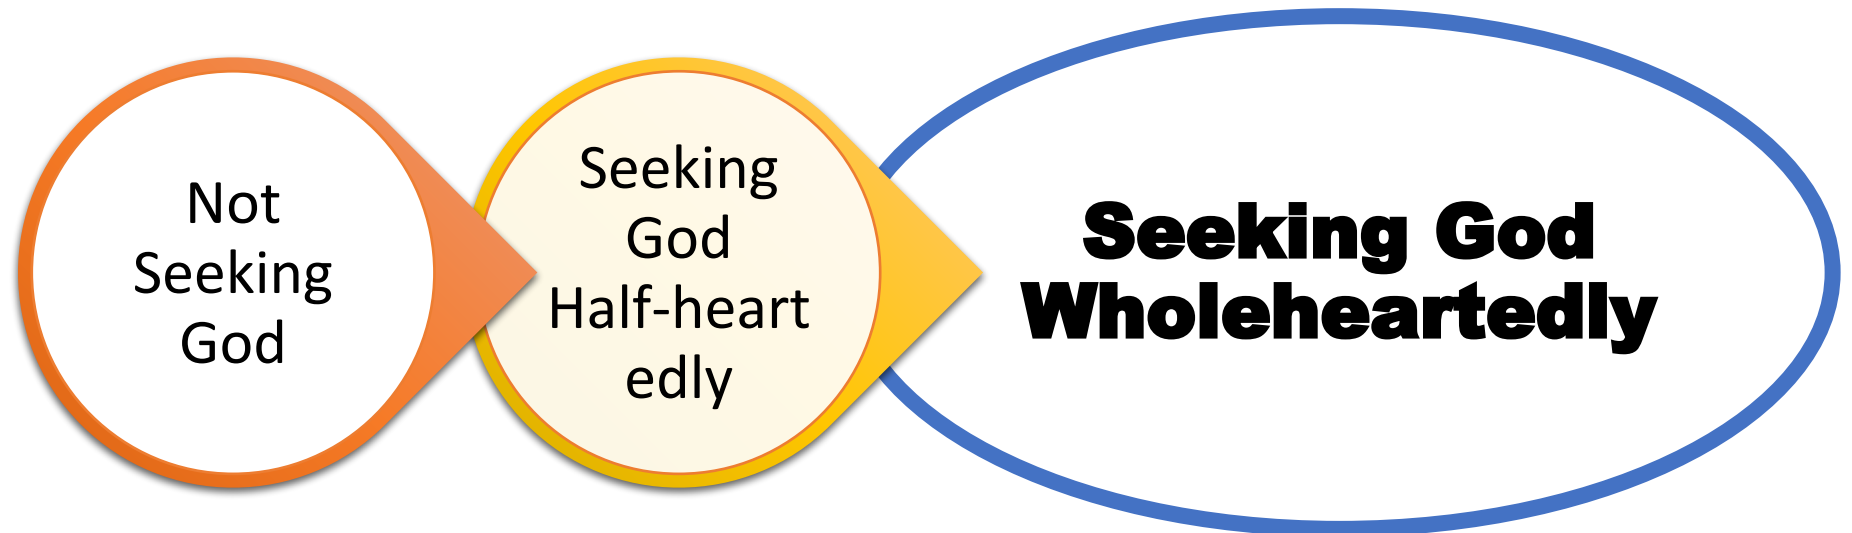 Not
Seeking
God
Seeking
God
Half-heart
edly
Seeking God
Wholeheartedly